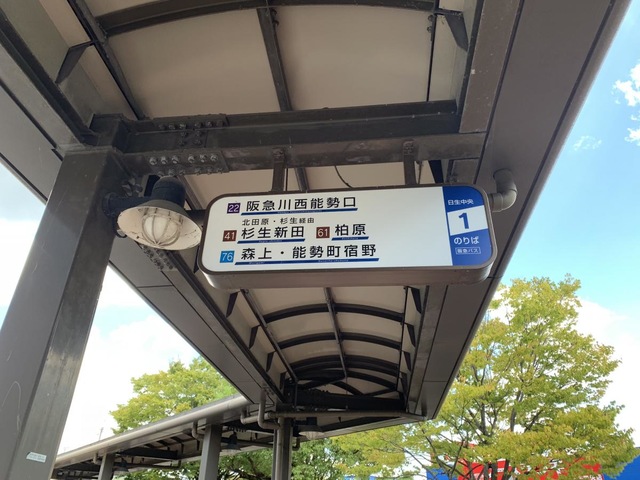 22 阪急川西能勢口
北田原・杉生経由
41 杉生新田 61 柏原
76 森上・能勢町宿野
日生中央
1
のりば
阪急バス